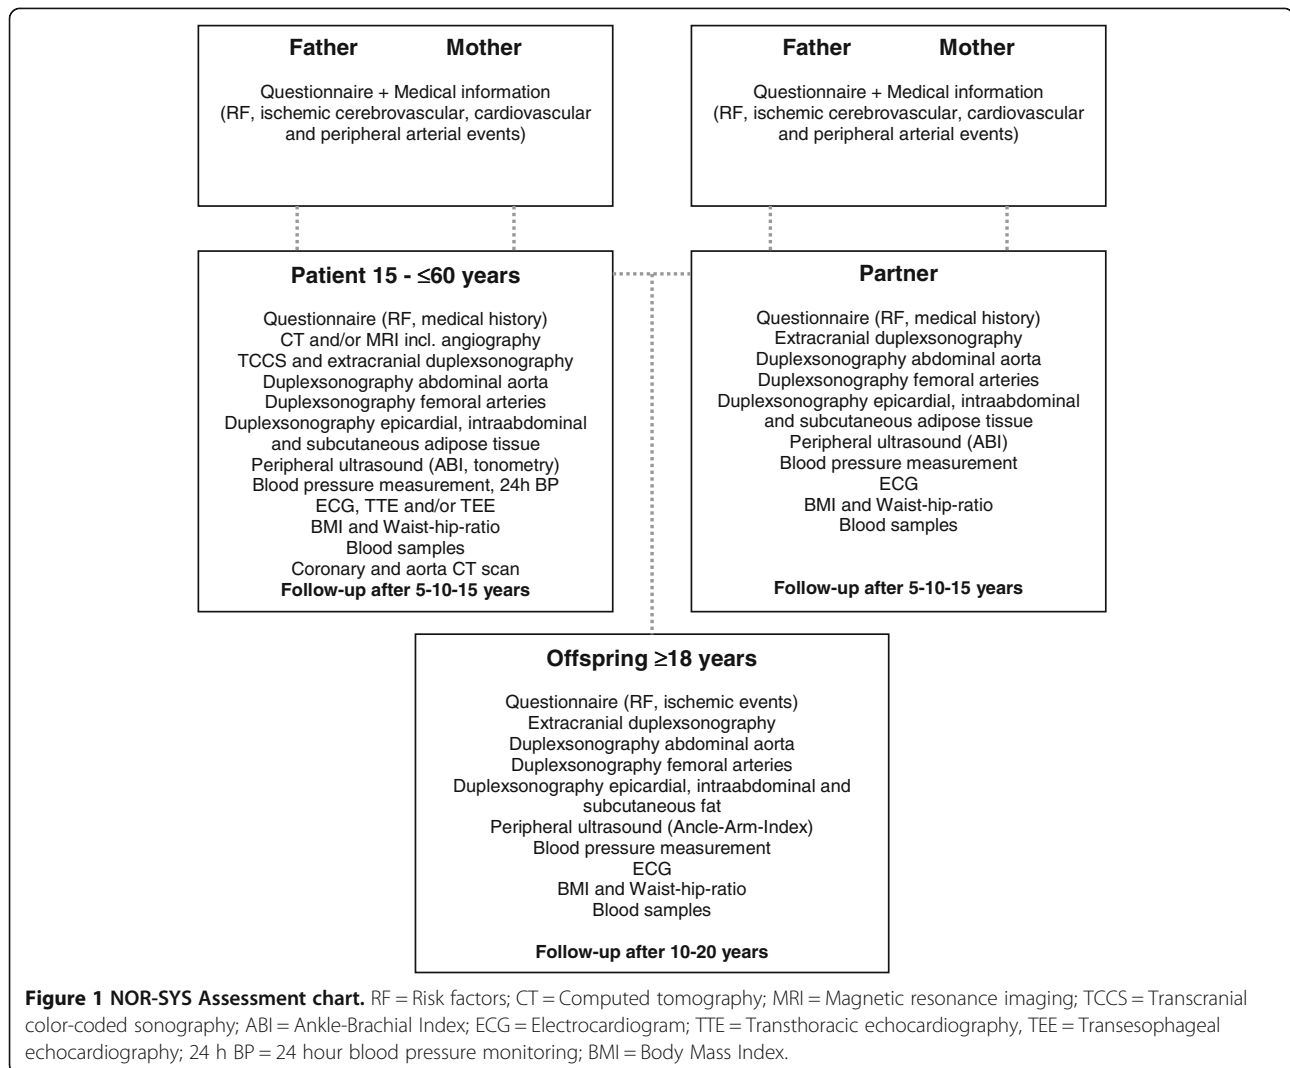 Father Mother
Questionnaire + Medical information
(RF, ischemic cerebrovascular, cardiovascular
and peripheral arterial events)
Father Mother
Questionnaire + Medical information
(RF, ischemic cerebrovascular, cardiovascular
and peripheral arterial events)
Patient 15 - ≤60 years
Questionnaire (RF, medical history)
CT and/or MRI incl. angiography
TCCS and extracranial duplexsonography
Duplexsonography abdominal aorta
Duplexsonography femoral arteries
Duplexsonography epicardial, intraabdominal
and subcutaneous adipose tissue
Peripheral ultrasound (ABI, tonometry)
Blood pressure measurement, 24h BP
ECG, TTE and/or TEE
BMI and Waist-hip-ratio
Blood samples
Coronary and aorta CT scan
Follow-up after 5-10-15 years
Partner
Questionnaire (RF, medical history)
Extracranial duplexsonography
Duplexsonography abdominal aorta
Duplexsonography femoral arteries
Duplexsonography epicardial, intraabdominal
and subcutaneous adipose tissue
Peripheral ultrasound (ABI)
Blood pressure measurement
ECG
BMI and Waist-hip-ratio
Blood samples
Follow-up after 5-10-15 years
Offspring ≥18 years
Questionnaire (RF, ischemic events)
Extracranial duplexsonography
Duplexsonography abdominal aorta
Duplexsonography femoral arteries
Duplexsonography epicardial, intraabdominal and
subcutaneous fat
Peripheral ultrasound (Ancle-Arm-Index)
Blood pressure measurement
ECG
BMI and Waist-hip-ratio
Blood samples
Follow-up after 10-20 years
Figure 1 NOR-SYS Assessment chart. RF = Risk factors; CT = Computed tomography; MRI = Magnetic resonance imaging; TCCS = Transcranial
color-coded sonography; ABI = Ankle-Brachial Index; ECG = Electrocardiogram; TTE = Transthoracic echocardiography, TEE = Transesophageal
echocardiography; 24 h BP = 24 hour blood pressure monitoring; BMI = Body Mass Index.